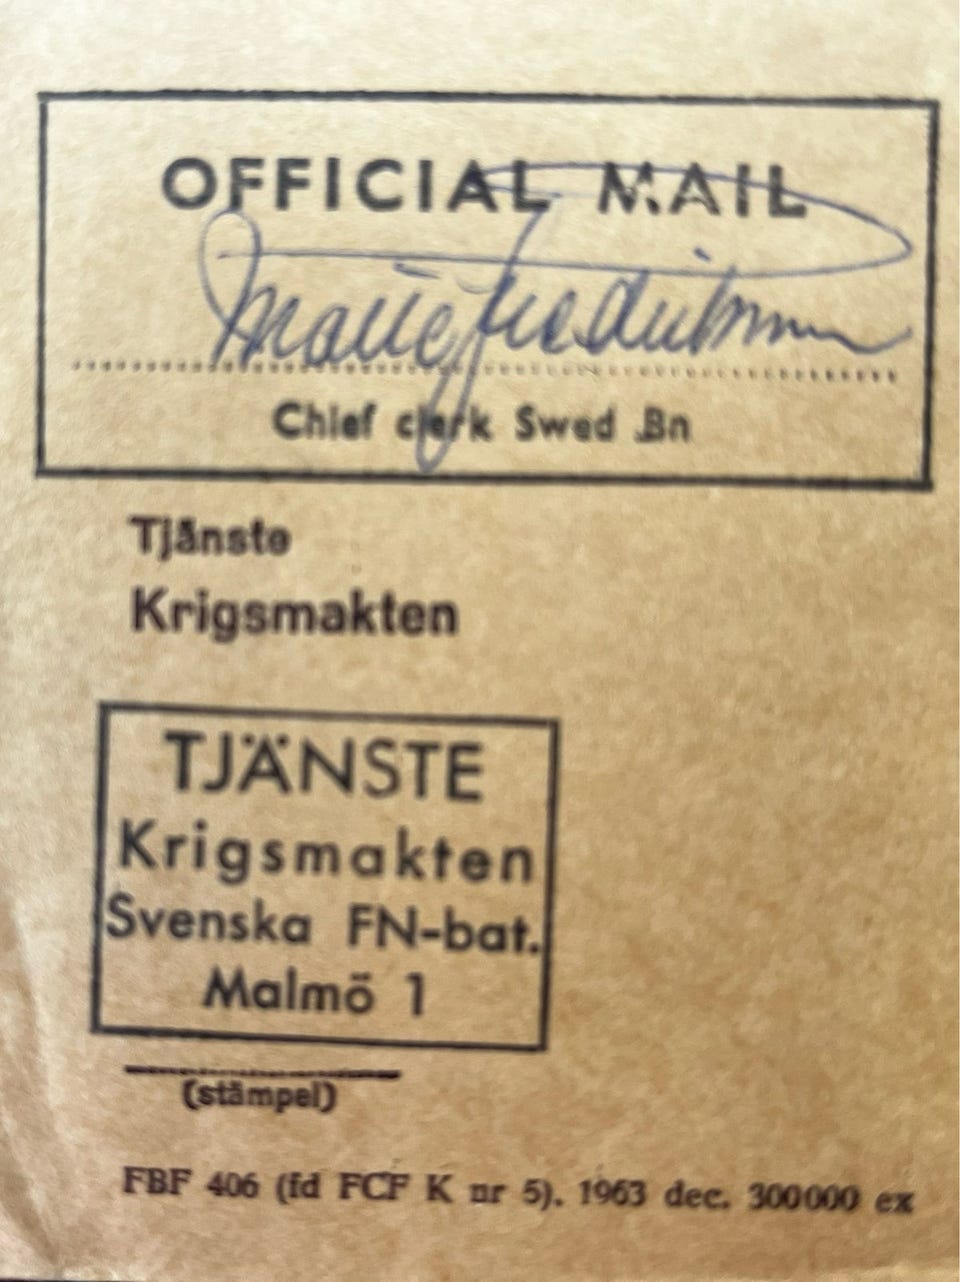 OFFICIAL MAIL
Chief clerk Swed Bn
Tjänste
Krigsmakten
TJÄNSTE
Krigsmakten
Svenska FN-bat.
Malmö 1
(stämpel)
FBF 406 (fd FCF K nr 5). 1963 dec. 300000 ex